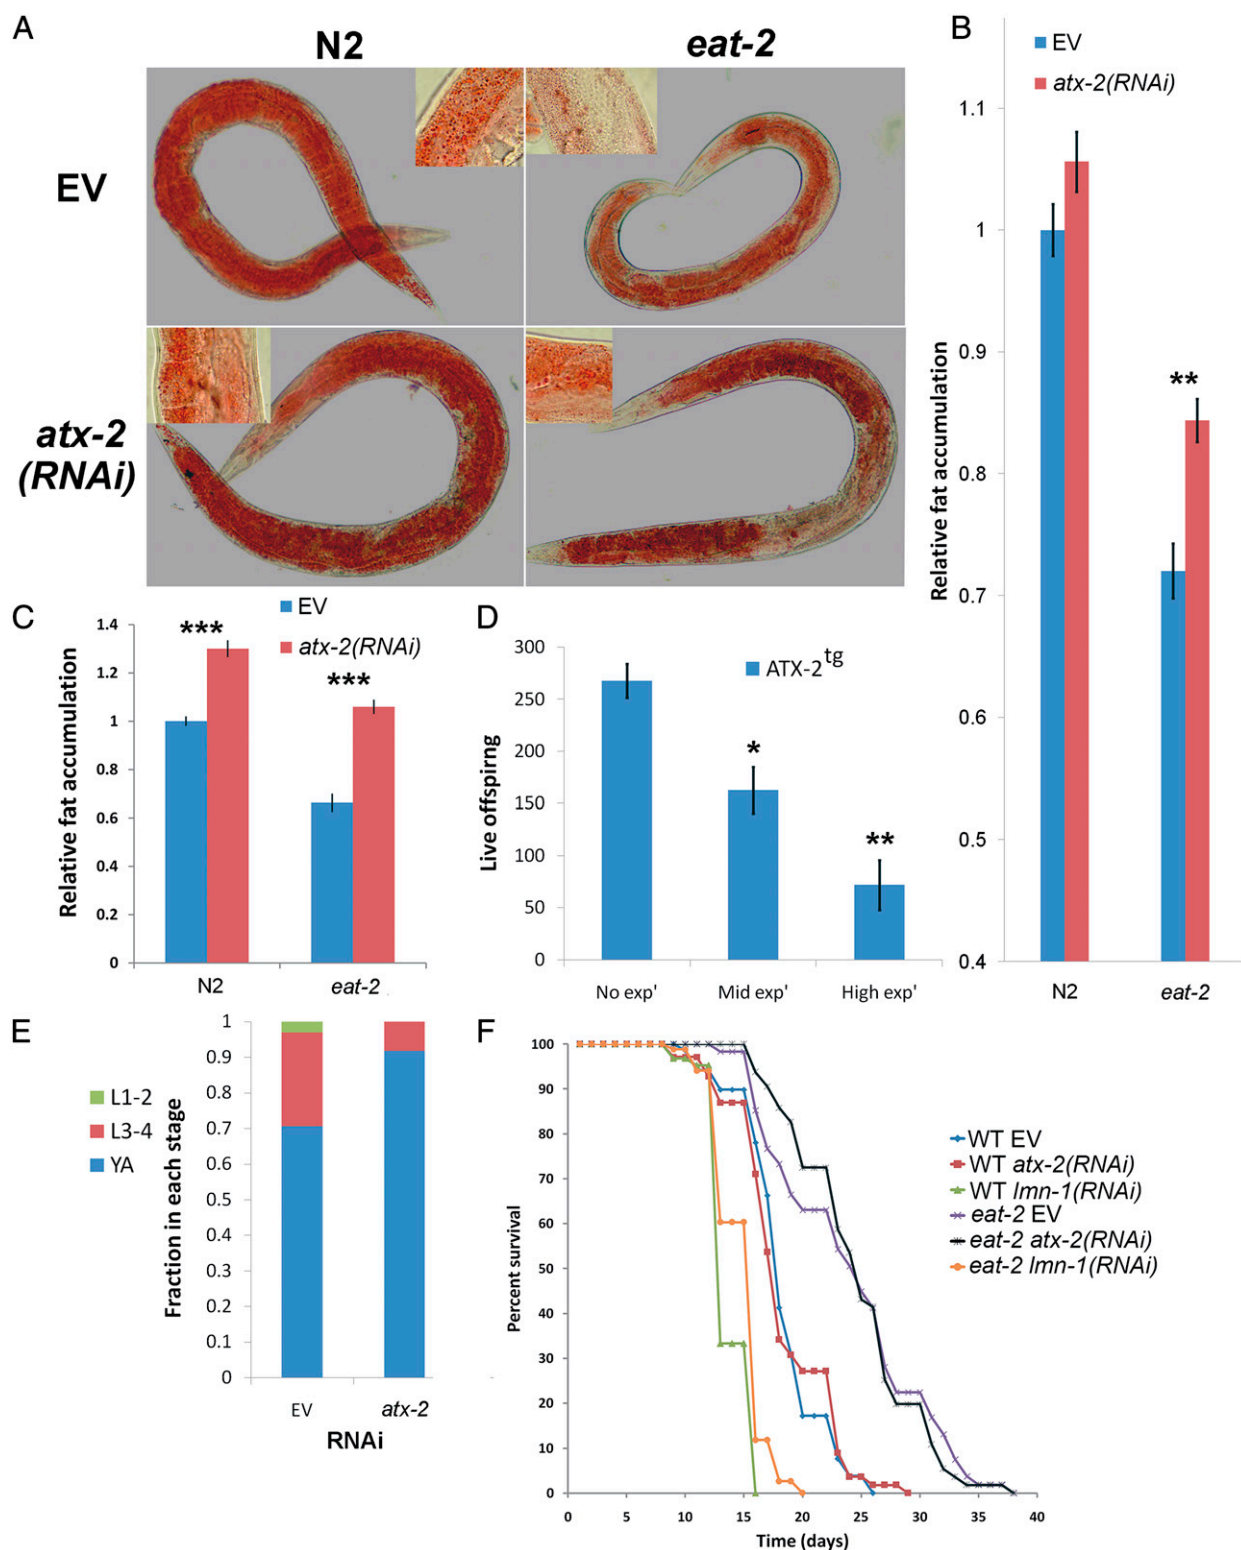 A
N2
eat-2
EV
atx-2
(RNAi)
B
EV
atx-2(RNAi)
Relative fat accumulation
1.1
1
0.9
0.8
0.7
0.6
0.5
0.4
**
N2
eat-2
C
EV
atx-2(RNAi)
Relative fat accumulation
1.4
1.2
1
0.8
0.6
0.4
0.2
0
***
***
N2
eat-2
D
ATX-2tg
Live offspirng
300
250
200
150
100
50
0
*
**
No exp'
Mid exp'
High exp'
E
L1-2
L3-4
YA
Fraction in each stage
1
0.9
0.8
0.7
0.6
0.5
0.4
0.3
0.2
0.1
0
EV
atx-2
RNAi
F
Percent survival
100
90
80
70
60
50
40
30
20
10
0
0
5
10
15
20
25
30
35
40
Time (days)
WT EV
WT atx-2(RNAi)
WT lmn-1(RNAi)
eat-2 EV
eat-2 atx-2(RNAi)
eat-2 lmn-1(RNAi)